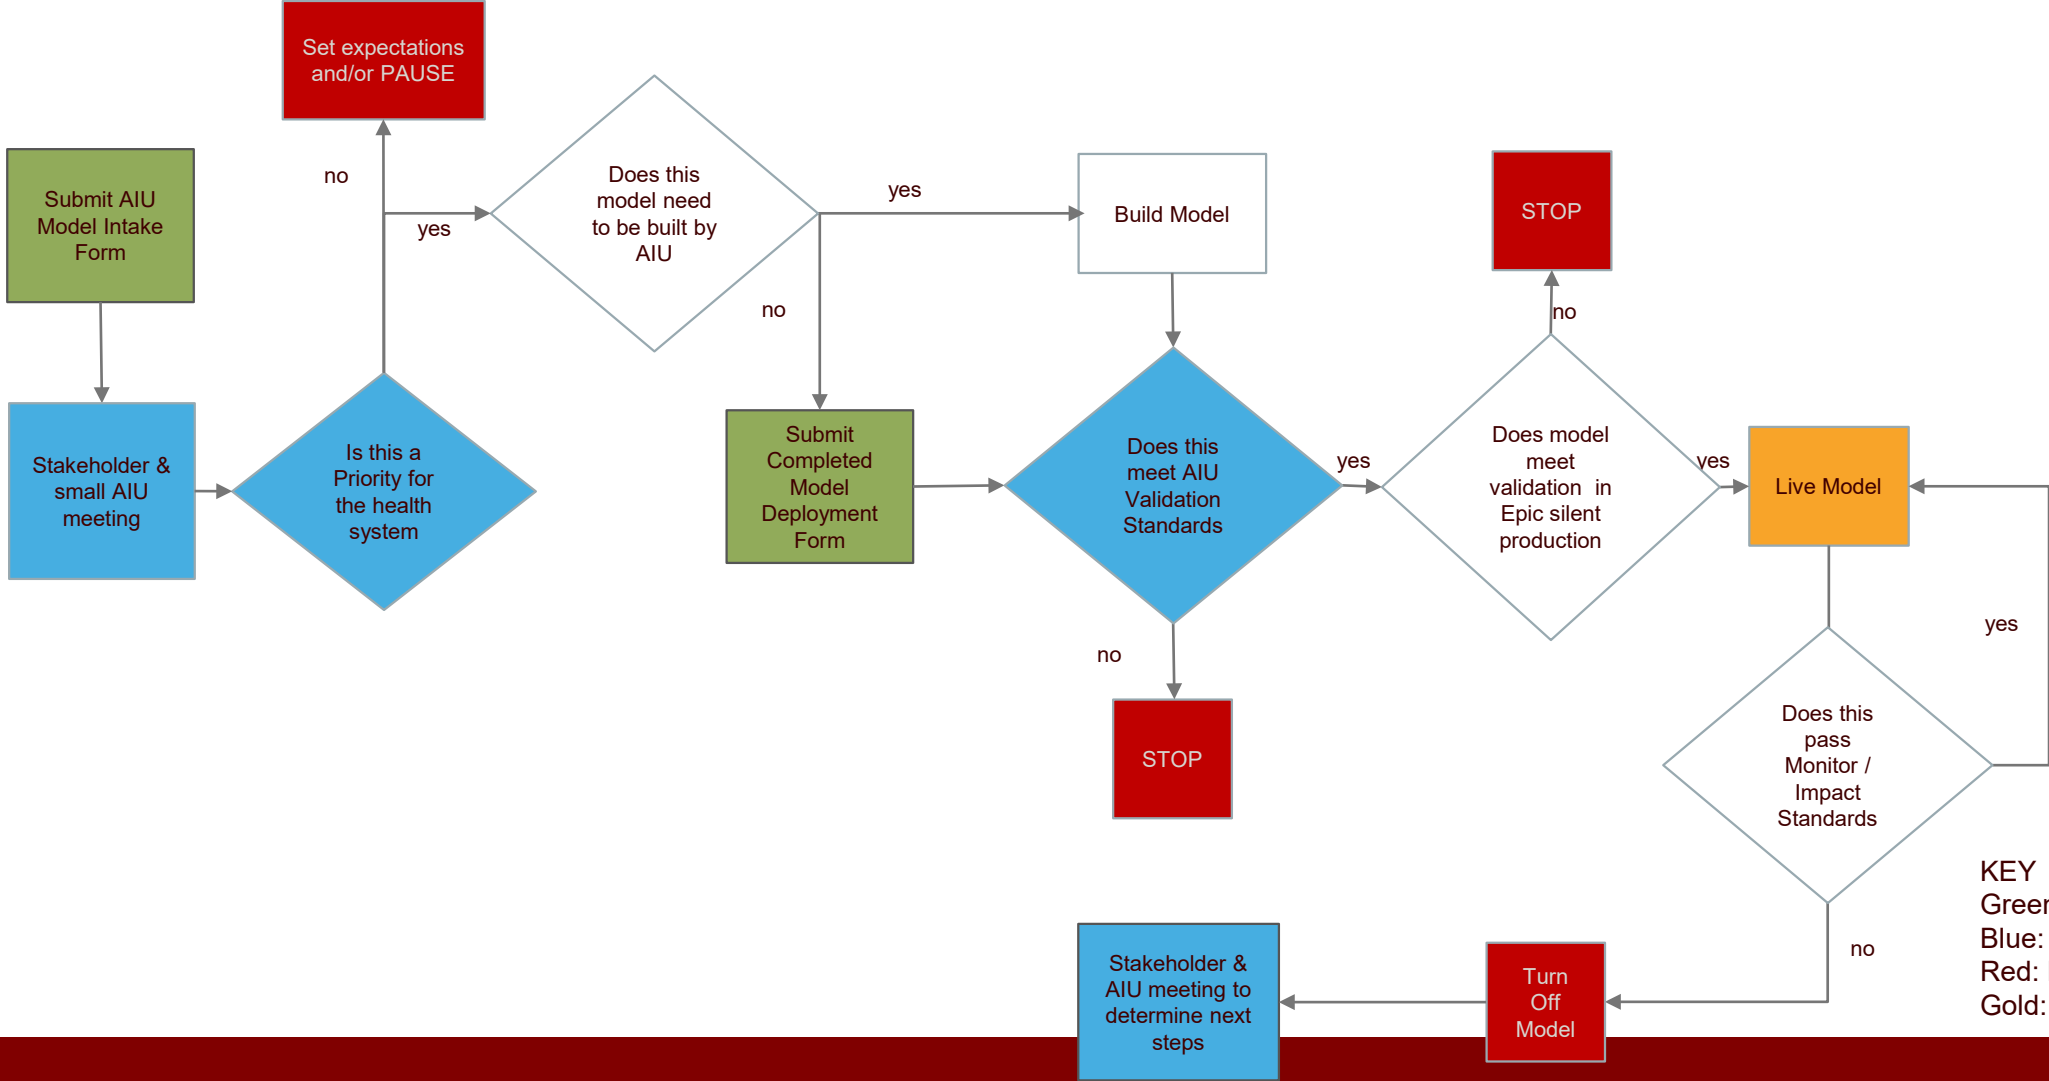 Set expectations
and/or PAUSE
Submit AIU
Model Intake
Form
no
yes
Does this
model need
to be built by
AIU
yes
no
Build Model
STOP
no
Stakeholder &
small AIU
meeting
Is this a
Priority for
the health
system
Submit
Completed
Model
Deployment
Form
Does this
meet AIU
Validation
Standards
yes
no
STOP
Does model
meet
validation in
Epic silent
production
yes
Live Model
yes
Does this
pass
Monitor /
Impact
Standards
no
Turn
Off
Model
Stakeholder &
AIU meeting to
determine next
steps
KEY
Green
Blue:
Red:
Gold: